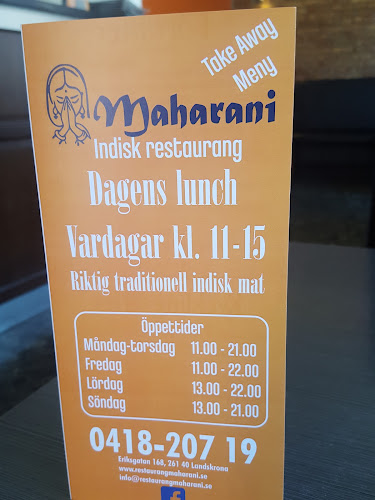 Take Away
Meny
Maharani
Indisk restaurang
Dagens lunch
Vardagar kl. 11-15
Riktig traditionell indisk mat
Öppettider
Måndag-torsdag 11.00 - 21.00
Fredag 11.00 - 22.00
Lördag 13.00 - 22.00
Söndag 13.00 - 21.00
0418-207 19
Eriksgatan 168, 261 40 Landskrona
www.restaurangmaharani.se
info@restaurangmaharani.se
f